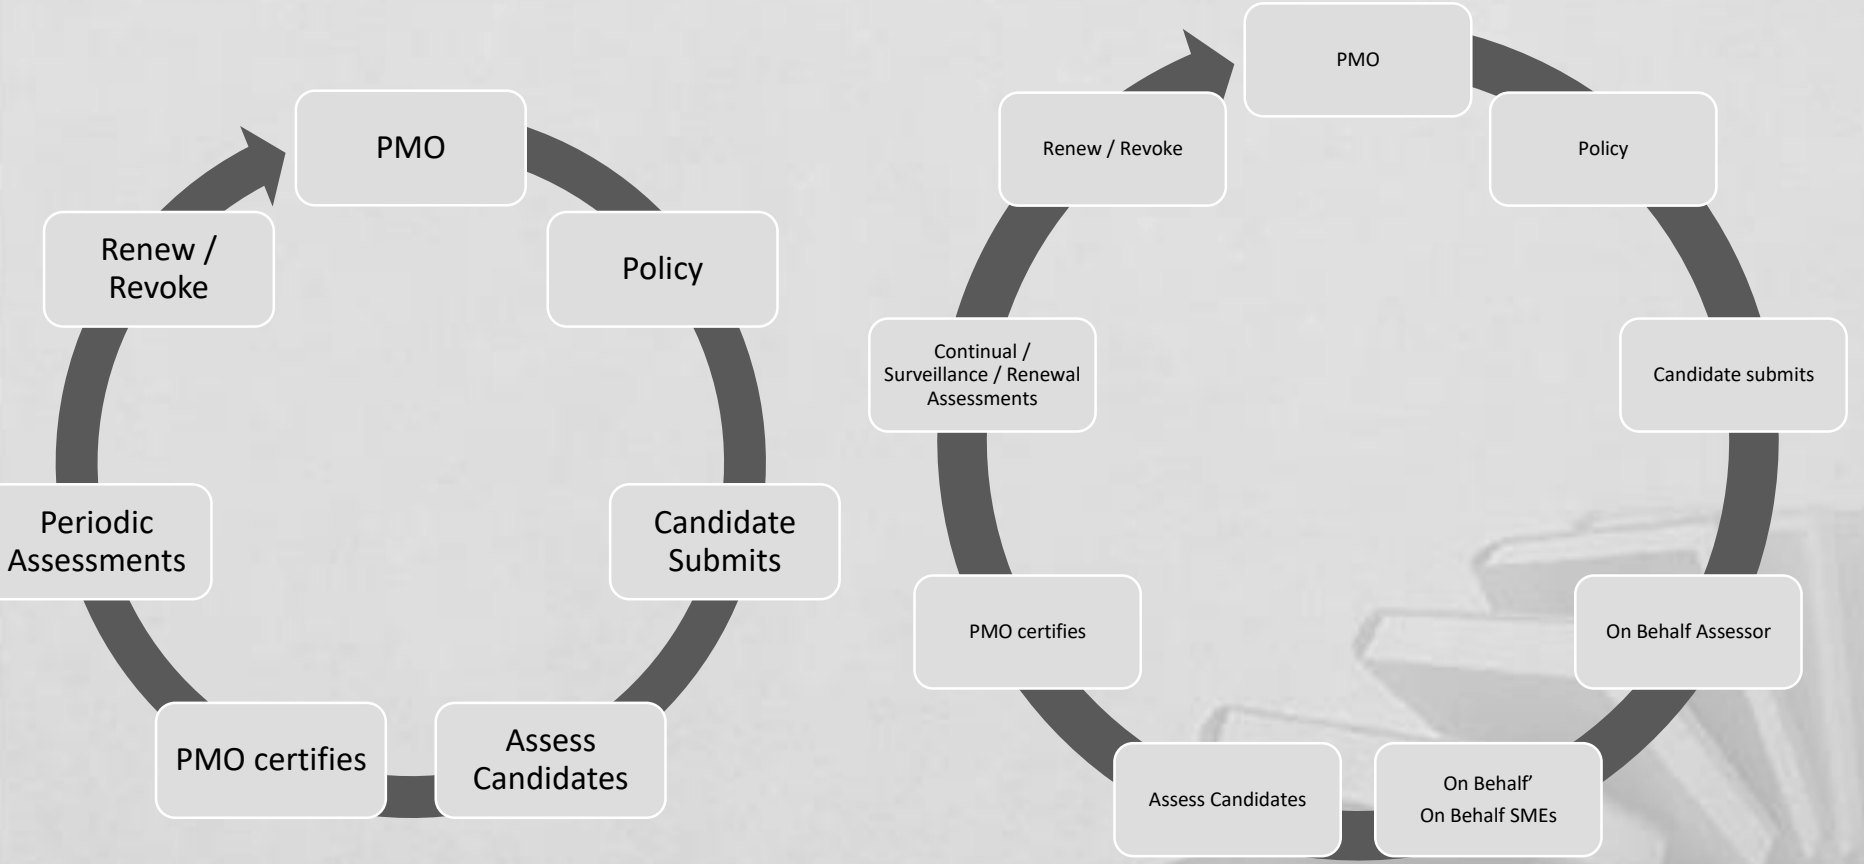 PMO
Policy
Candidate
Submits
Assess
Candidates
PMO certifies
Periodic
Assessments
Renew /
Revoke
PMO
Policy
Candidate submits
On Behalf Assessor
On Behalf’
On Behalf SMEs
Assess Candidates
PMO certifies
Continual /
Surveillance / Renewal
Assessments
Renew / Revoke